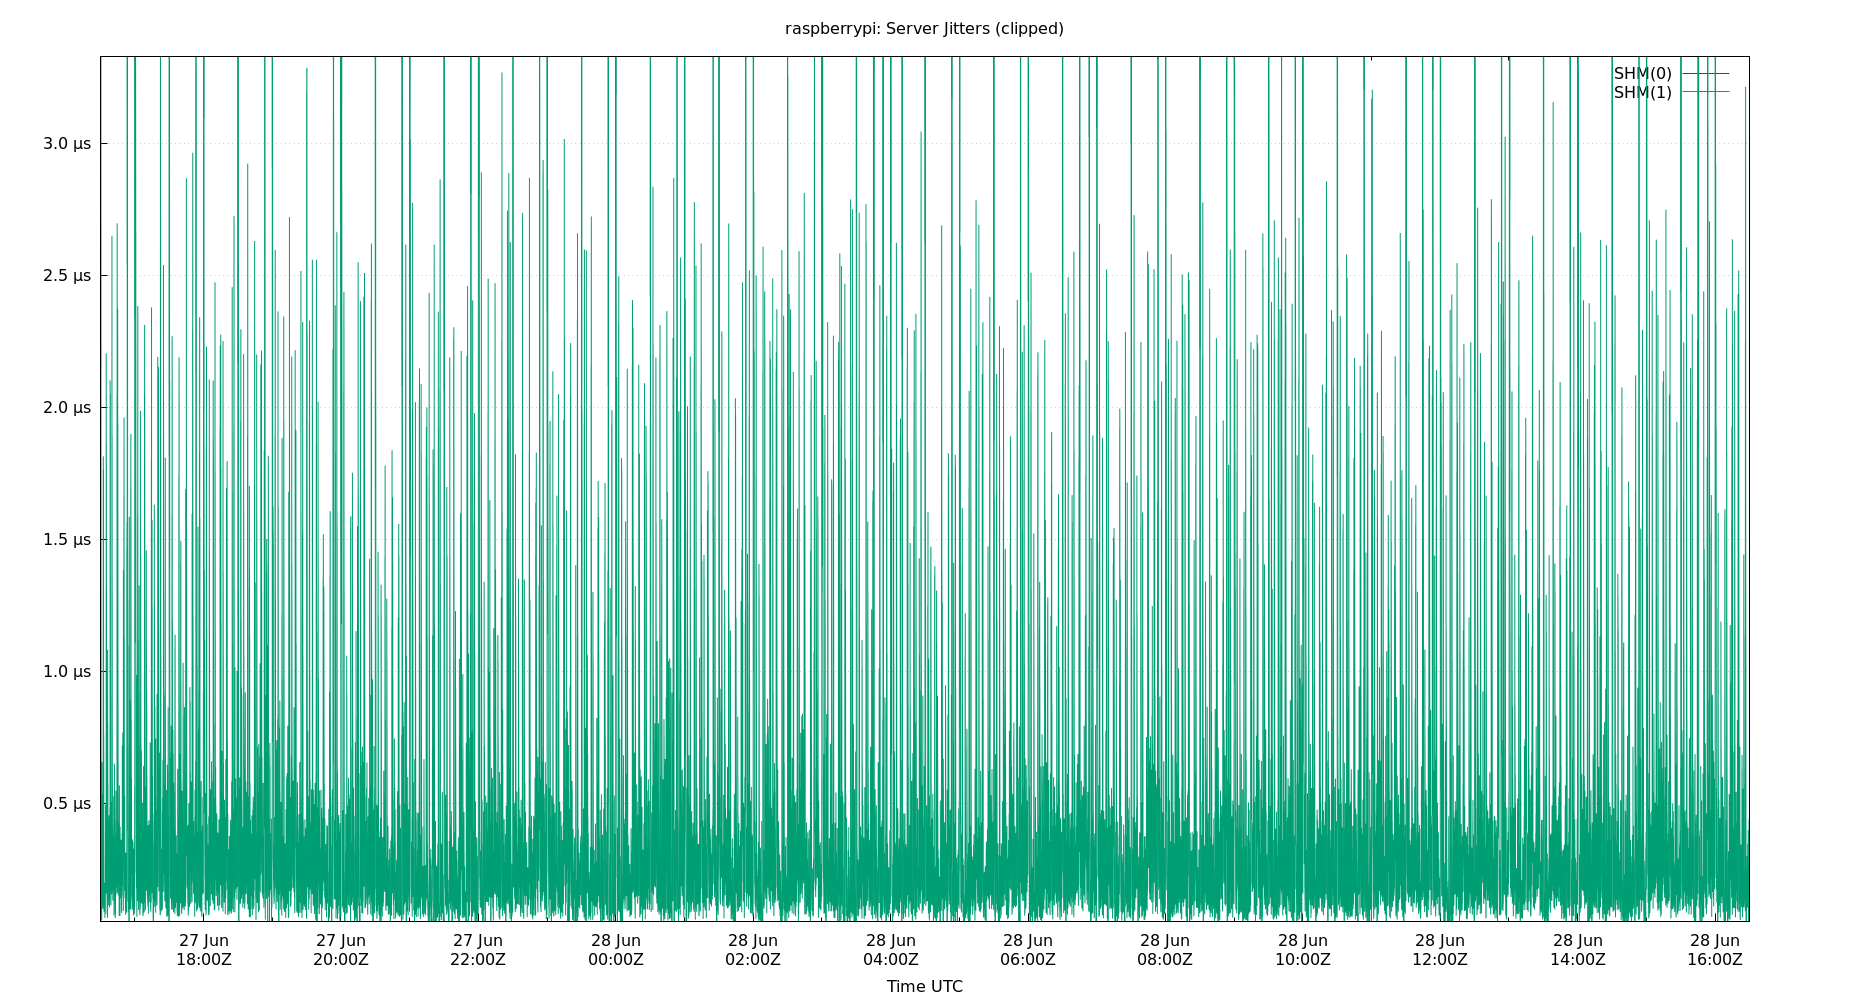 raspberrypi: Server Jitters (clipped)
SHM(0)
SHM(1)
3.0 µs
2.5 µs
2.0 µs
1.5 µs
1.0 µs
0.5 µs
27 Jun 27 Jun 27 Jun 28 Jun 28 Jun 28 Jun 28 Jun 28 Jun 28 Jun 28 Jun 28 Jun 28 Jun
18:00Z 20:00Z 22:00Z 00:00Z 02:00Z 04:00Z 06:00Z 08:00Z 10:00Z 12:00Z 14:00Z 16:00Z
Time UTC